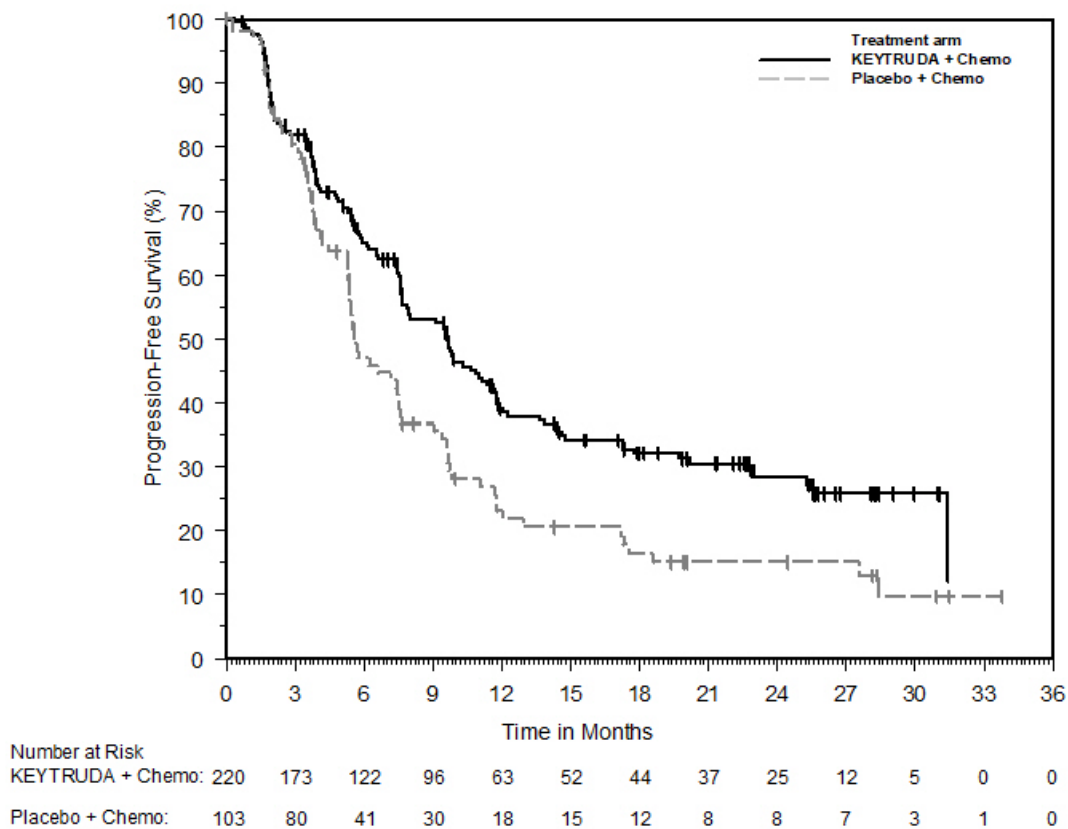 Treatment arm
KEYTRUDA + Chemo
Placebo + Chemo
Progression-Free Survival (%)
100
90
80
70
60
50
40
30
20
10
0
0 3 6 9 12 15 18 21 24 27 30 33 36
Time in Months
Number at Risk
KEYTRUDA + Chemo: 220 173 122 96 63 52 44 37 25 12 5 0 0
Placebo + Chemo: 103 80 41 30 18 15 12 8 8 7 3 1 0